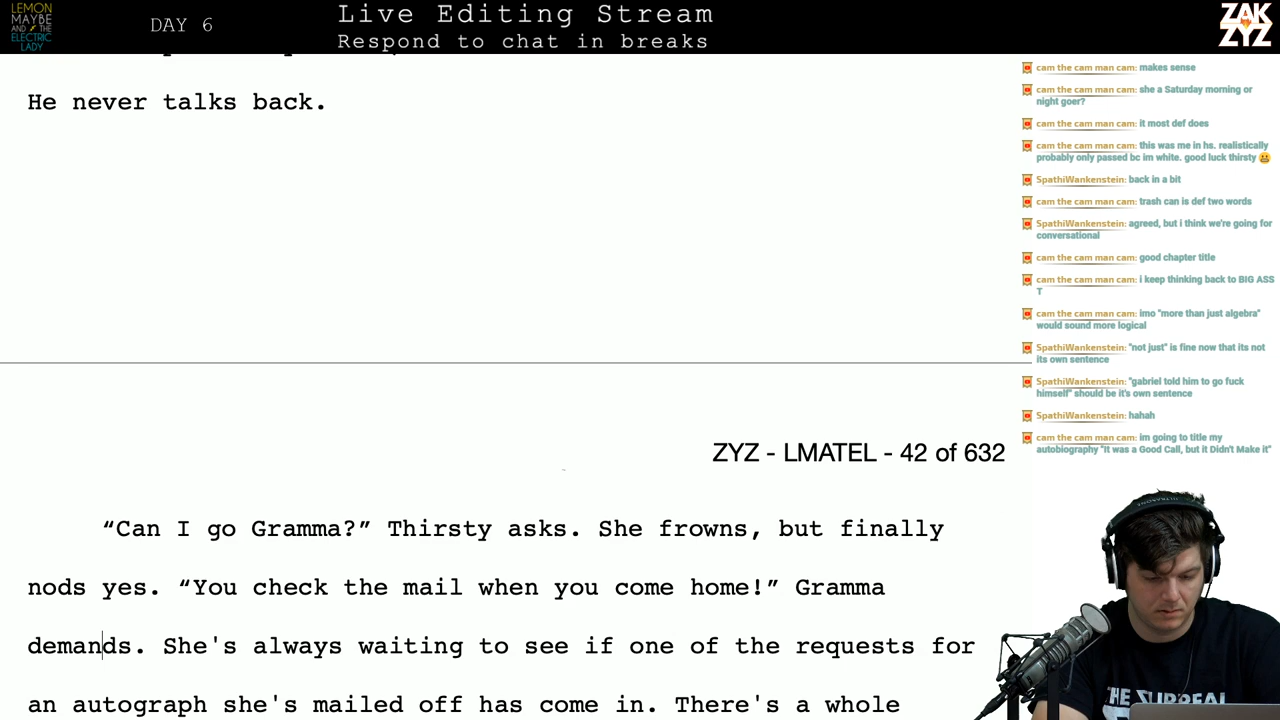 LEMON
MAYBE
AND THE
ELECTRIC
LADY
DAY 6
Live Editing Stream
Respond to chat in breaks
ZAK
ZYZ
He never talks back.
ZYZ - LMATEL - 42 of 632
“Can I go Gramma?” Thirsty asks. She frowns, but finally
nods yes. “You check the mail when you come home!” Gramma
demands. She's always waiting to see if one of the requests for
an autograph she's mailed off has come in. There's a whole
cam the cam man cam: makes sense
cam the cam man cam: she a Saturday morning or
night goer?
cam the cam man cam: it most def does
cam the cam man cam: this was me in hs. realistically
probably only passed bc im white. good luck thirsty
SpathiWankenstein: back in a bit
cam the cam man cam: trash can is def two words
SpathiWankenstein: agreed, but i think we're going for
conversational
cam the cam man cam: good chapter title
cam the cam man cam: i keep thinking back to BIG ASS
T
cam the cam man cam: imo "more than just algebra"
would sound more logical
SpathiWankenstein: "not just" is fine now that its not
its own sentence
SpathiWankenstein: "gabriel told him to go fuck
himself" should be it's own sentence
SpathiWankenstein: hahah
cam the cam man cam: im going to title my
autobiography "It was a Good Call, but it Didn't Make it"
THE SURREAL